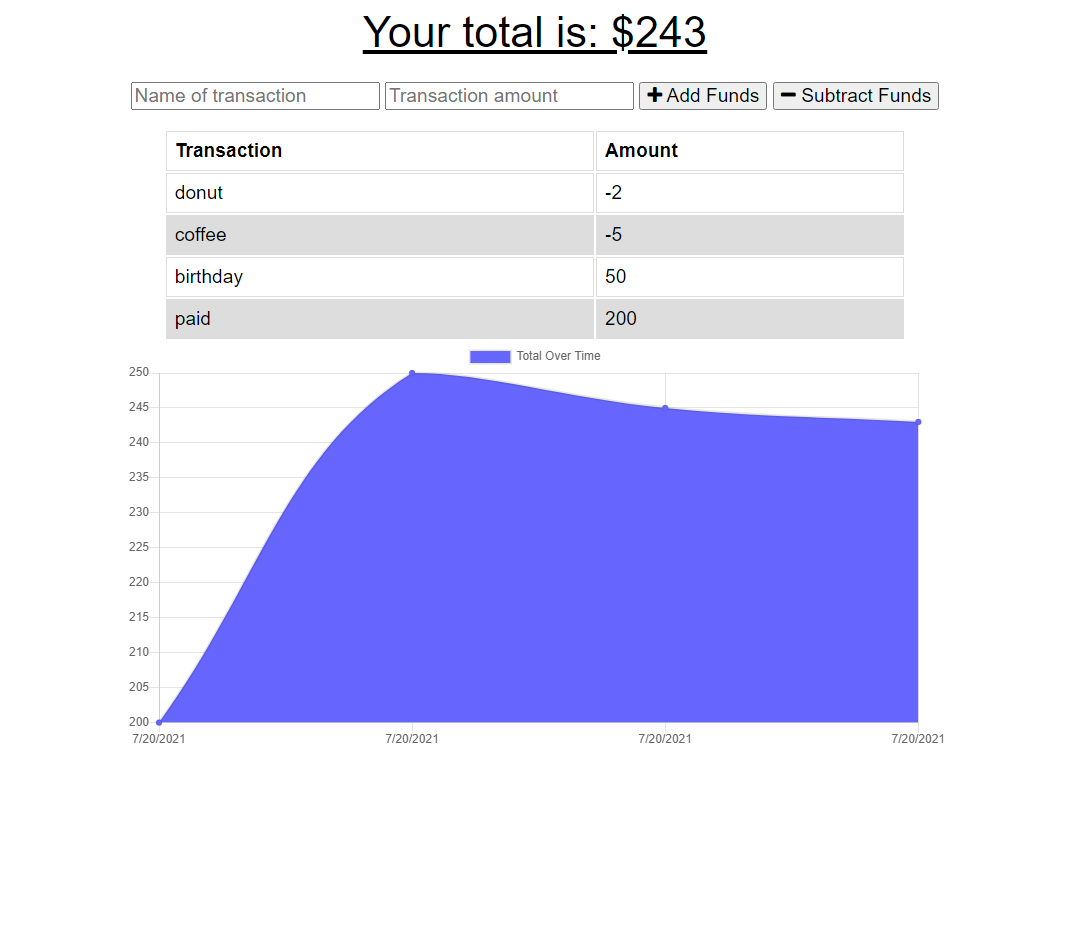 Your total is: $243
Name of transaction Transaction amount Add Funds Subtract Funds
Transaction Amount
donut -2
coffee -5
birthday 50
paid 200
Total Over Time
250
245
240
235
230
225
220
215
210
205
200
7/20/2021 7/20/2021 7/20/2021 7/20/2021